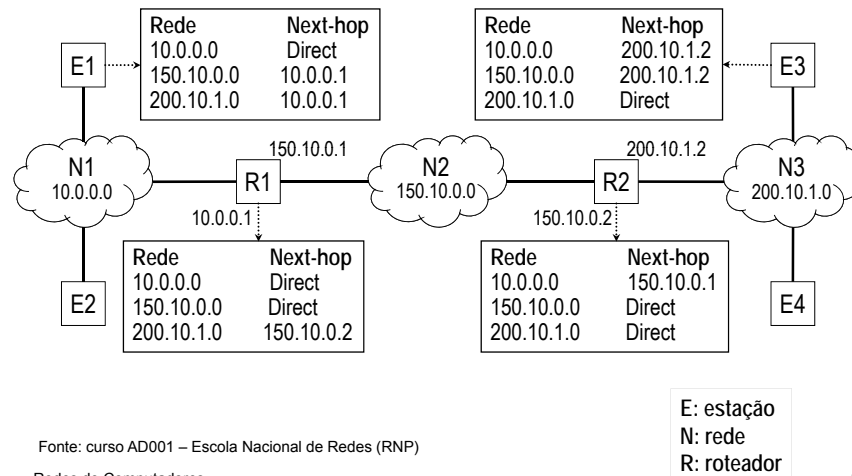 Rede Next-hop
10.0.0.0 Direct
150.10.0.0 10.0.0.1
200.10.1.0 10.0.0.1
Rede Next-hop
10.0.0.0 200.10.1.2
150.10.0.0 200.10.1.2
200.10.1.0 Direct
E1
E3
150.10.0.1
200.10.1.2
N1
10.0.0.0
R1
N2
150.10.0.0
R2
N3
200.10.1.0
10.0.0.1
150.10.0.2
Rede Next-hop
10.0.0.0 Direct
150.10.0.0 Direct
200.10.1.0 150.10.0.2
Rede Next-hop
10.0.0.0 150.10.0.1
150.10.0.0 Direct
200.10.1.0 Direct
E2
E4
E: estação
N: rede
R: roteador
Fonte: curso AD001 – Escola Nacional de Redes (RNP)